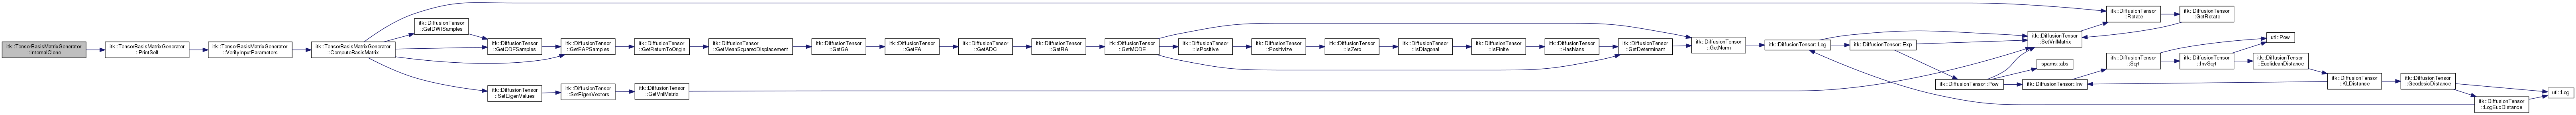 itk::TensorBasisMatrixGenerator
::InternalClone
itk::TensorBasisMatrixGenerator
::PrintSelf
itk::TensorBasisMatrixGenerator
::VerifyInputParameters
itk::TensorBasisMatrixGenerator
::ComputeBasisMatrix
itk::DiffusionTensor
::GetDWISamples
itk::DiffusionTensor
::GetODFSamples
itk::DiffusionTensor
::GetEAPSamples
itk::DiffusionTensor
::GetReturnToOrigin
itk::DiffusionTensor
::GetMeanSquaredDisplacement
itk::DiffusionTensor
::GetGA
itk::DiffusionTensor
::GetFA
itk::DiffusionTensor
::GetADC
itk::DiffusionTensor
::GetRA
itk::DiffusionTensor
::GetMODE
itk::DiffusionTensor
::IsPositive
itk::DiffusionTensor
::Positivize
itk::DiffusionTensor
::IsZero
itk::DiffusionTensor
::IsDiagonal
itk::DiffusionTensor
::IsFinite
itk::DiffusionTensor
::HasNans
itk::DiffusionTensor
::GetDeterminant
itk::DiffusionTensor
::GetNorm
itk::DiffusionTensor::Log
itk::DiffusionTensor::Exp
itk::DiffusionTensor::Pow
itk::DiffusionTensor
::SetVnlMatrix
spams::abs
itk::DiffusionTensor::Inv
itk::DiffusionTensor
::Rotate
itk::DiffusionTensor
::GetRotate
itk::DiffusionTensor
::Sqrt
itk::DiffusionTensor
::InvSqrt
utl::Pow
itk::DiffusionTensor
::EuclideanDistance
itk::DiffusionTensor
::KLDistance
itk::DiffusionTensor
::GeodesicDistance
itk::DiffusionTensor
::LogEucDistance
utl::Log
itk::DiffusionTensor
::SetEigenValues
itk::DiffusionTensor
::SetEigenVectors
itk::DiffusionTensor
::GetVnlMatrix